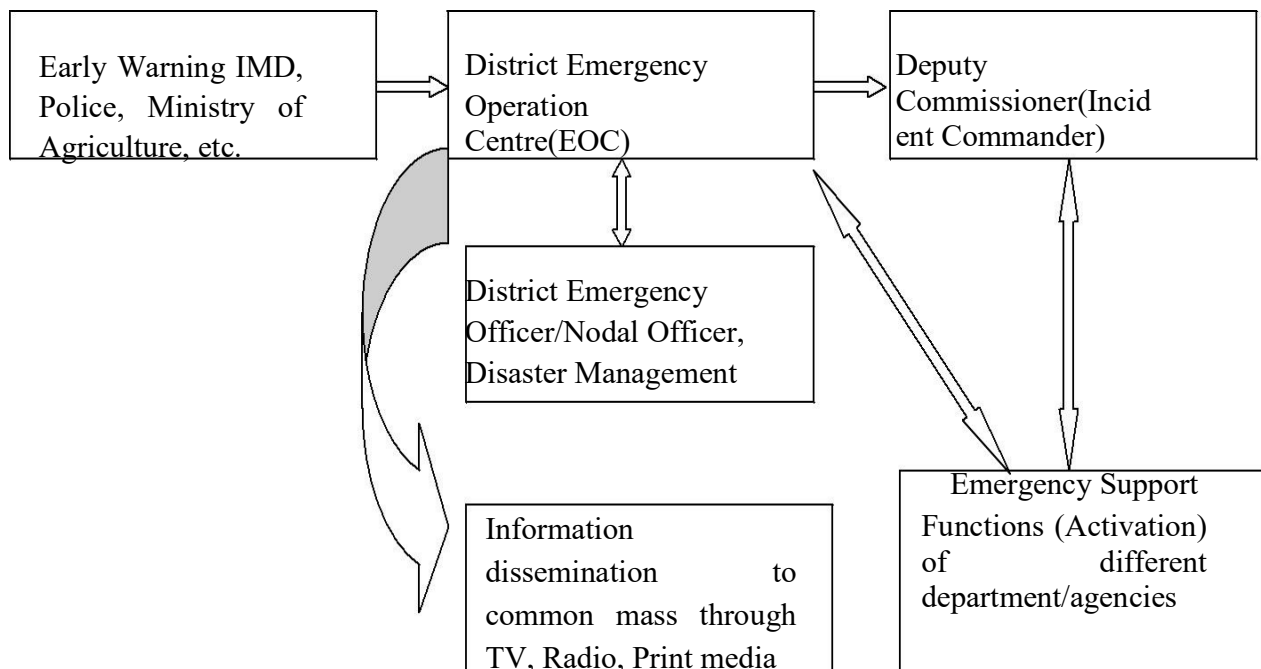 Early Warning IMD,
Police, Ministry of
Agriculture, etc.
District Emergency
Operation
Centre(EOC)
Deputy
Commissioner(Incid
ent Commander)
District Emergency
Officer/Nodal Officer,
Disaster Management
Information
dissemination to
common mass through
TV, Radio, Print media
Emergency Support
Functions (Activation)
of different
department/agencies